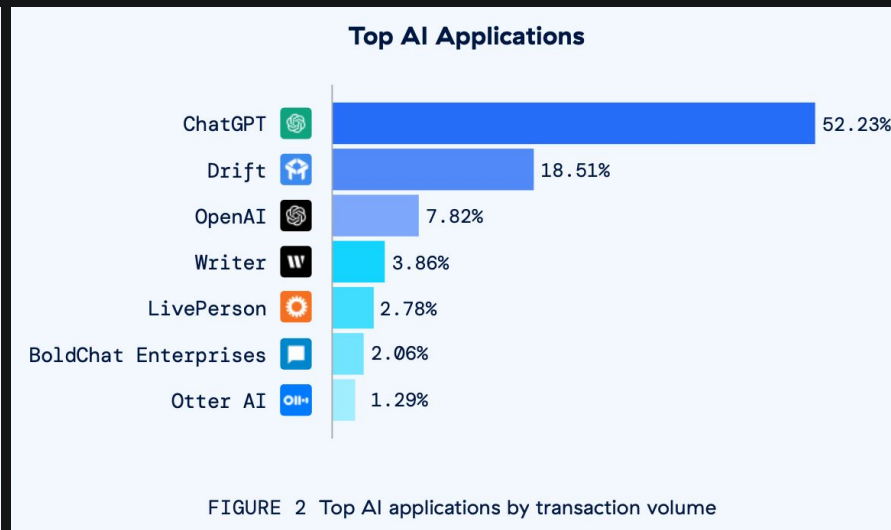 Top AI Applications
ChatGPT 52.23%
Drift 18.51%
OpenAI 7.82%
Writer W 3.86%
LivePerson 2.78%
BoldChat Enterprises 2.06%
Otter AI 1.29%
FIGURE 2 Top AI applications by transaction volume